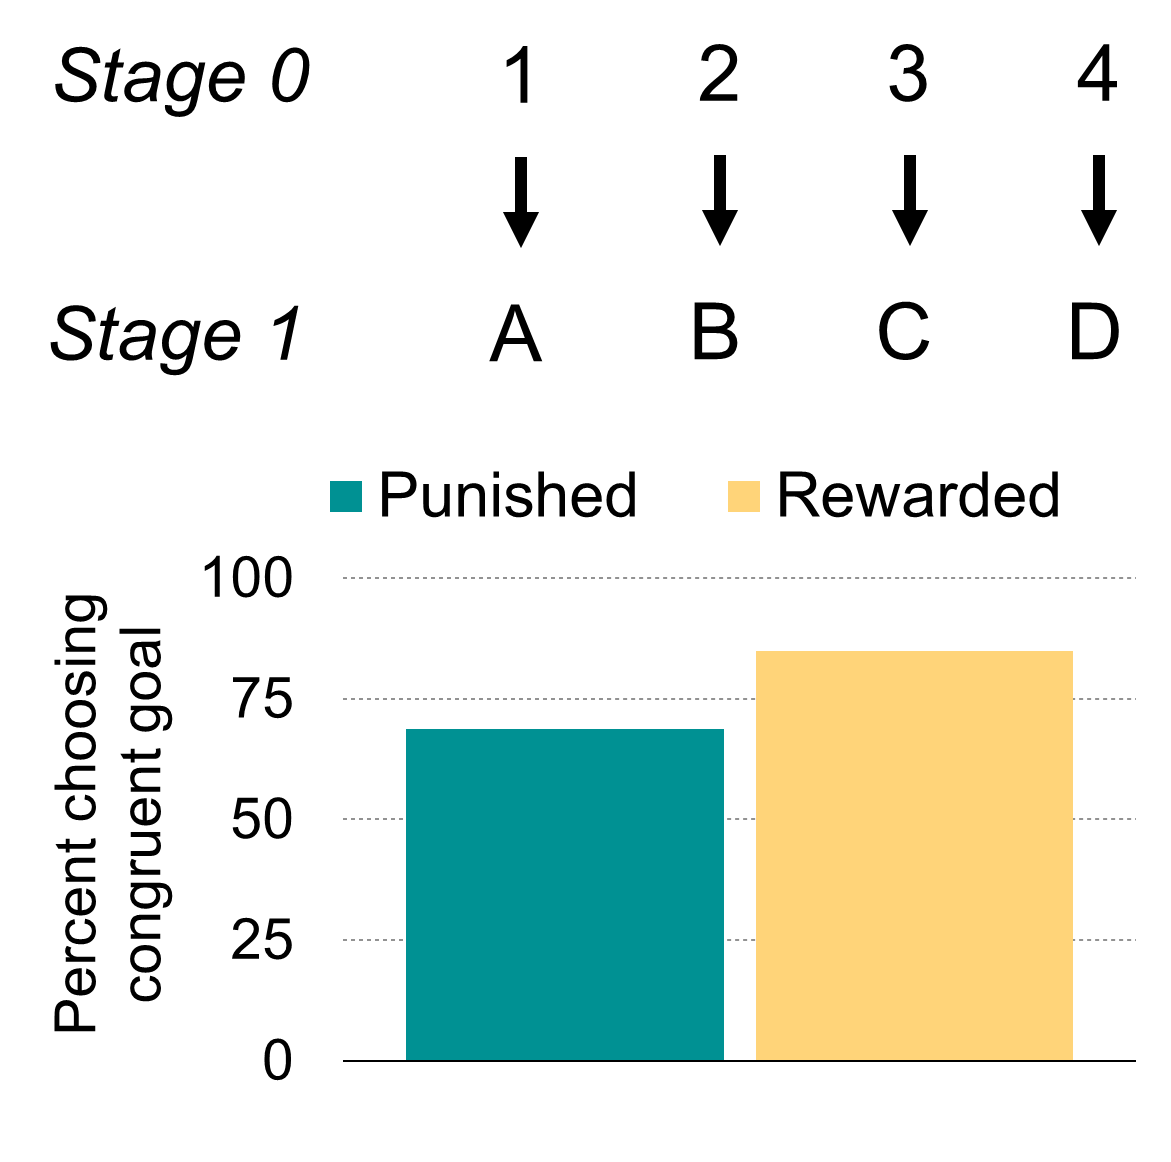 Stage 0 1 2 3 4
Stage 1 A B C D
Punished Rewarded
Percent choosing
congruent goal
100
75
50
25
0